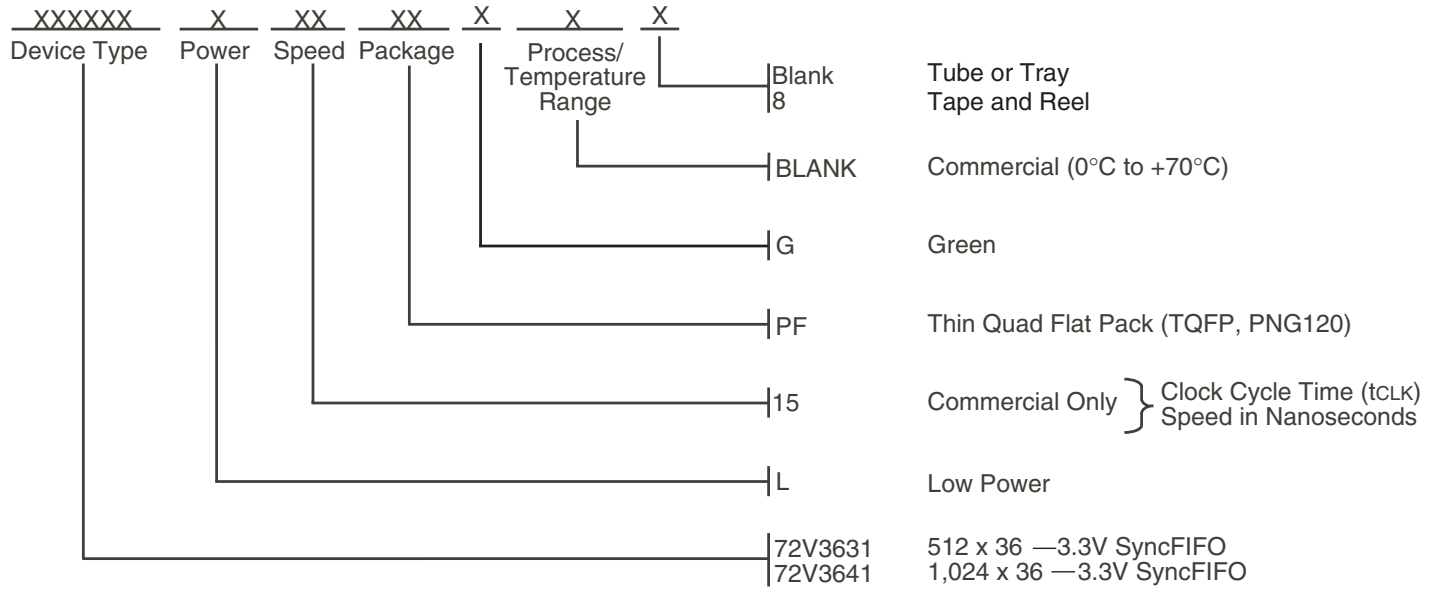 XXXXXX X XX XX X X X
Device Type Power Speed Package Process/
Temperature
Range
Blank Tube or Tray
8 Tape and Reel
BLANK Commercial (0°C to +70°C)
G Green
PF Thin Quad Flat Pack (TQFP, PNG120)
15 Commercial Only Clock Cycle Time (tCLK)
Speed in Nanoseconds
L Low Power
72V3631 512 x 36 —3.3V SyncFIFO
72V3641 1,024 x 36 —3.3V SyncFIFO